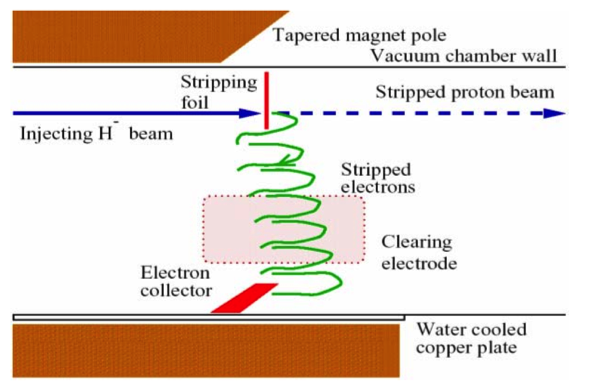 Tapered magnet pole
Vacuum chamber wall
Stripping
foil
Stripped proton beam
Injecting H⁻ beam
Stripped
electrons
Clearing
electrode
Electron
collector
Water cooled
copper plate